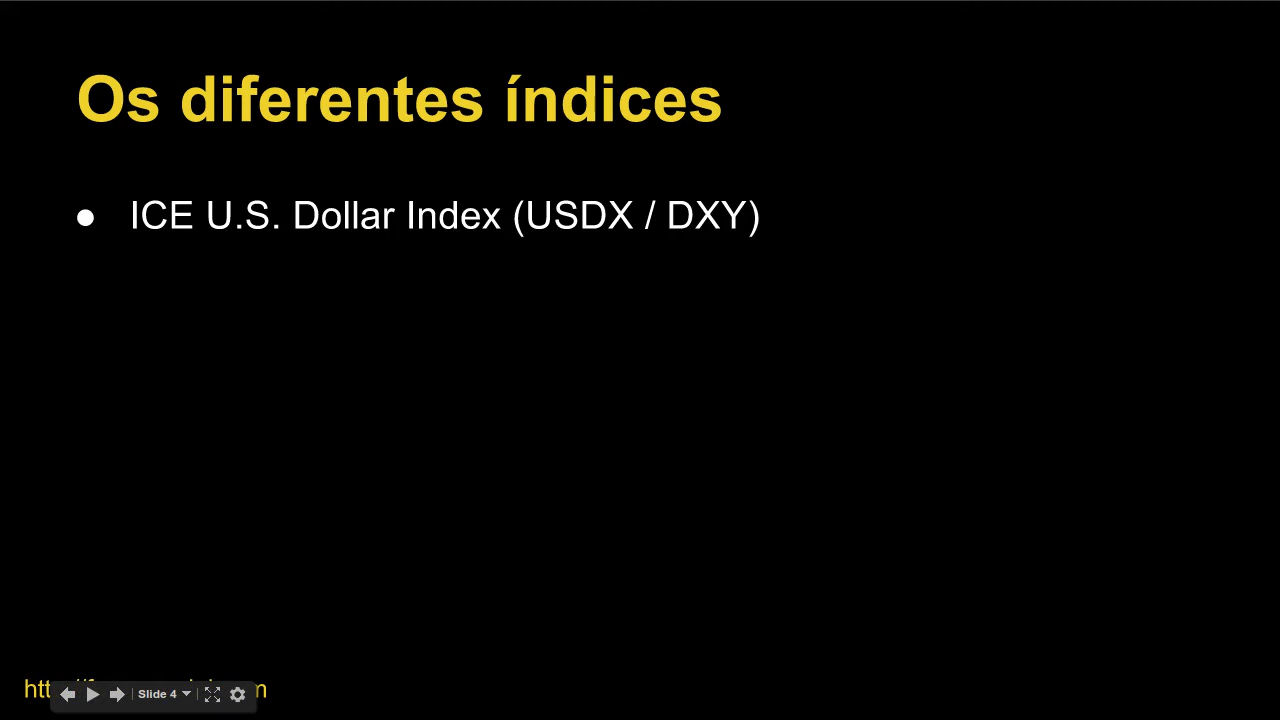 Os diferentes índices
● ICE U.S. Dollar Index (USDX / DXY)
Slide 4